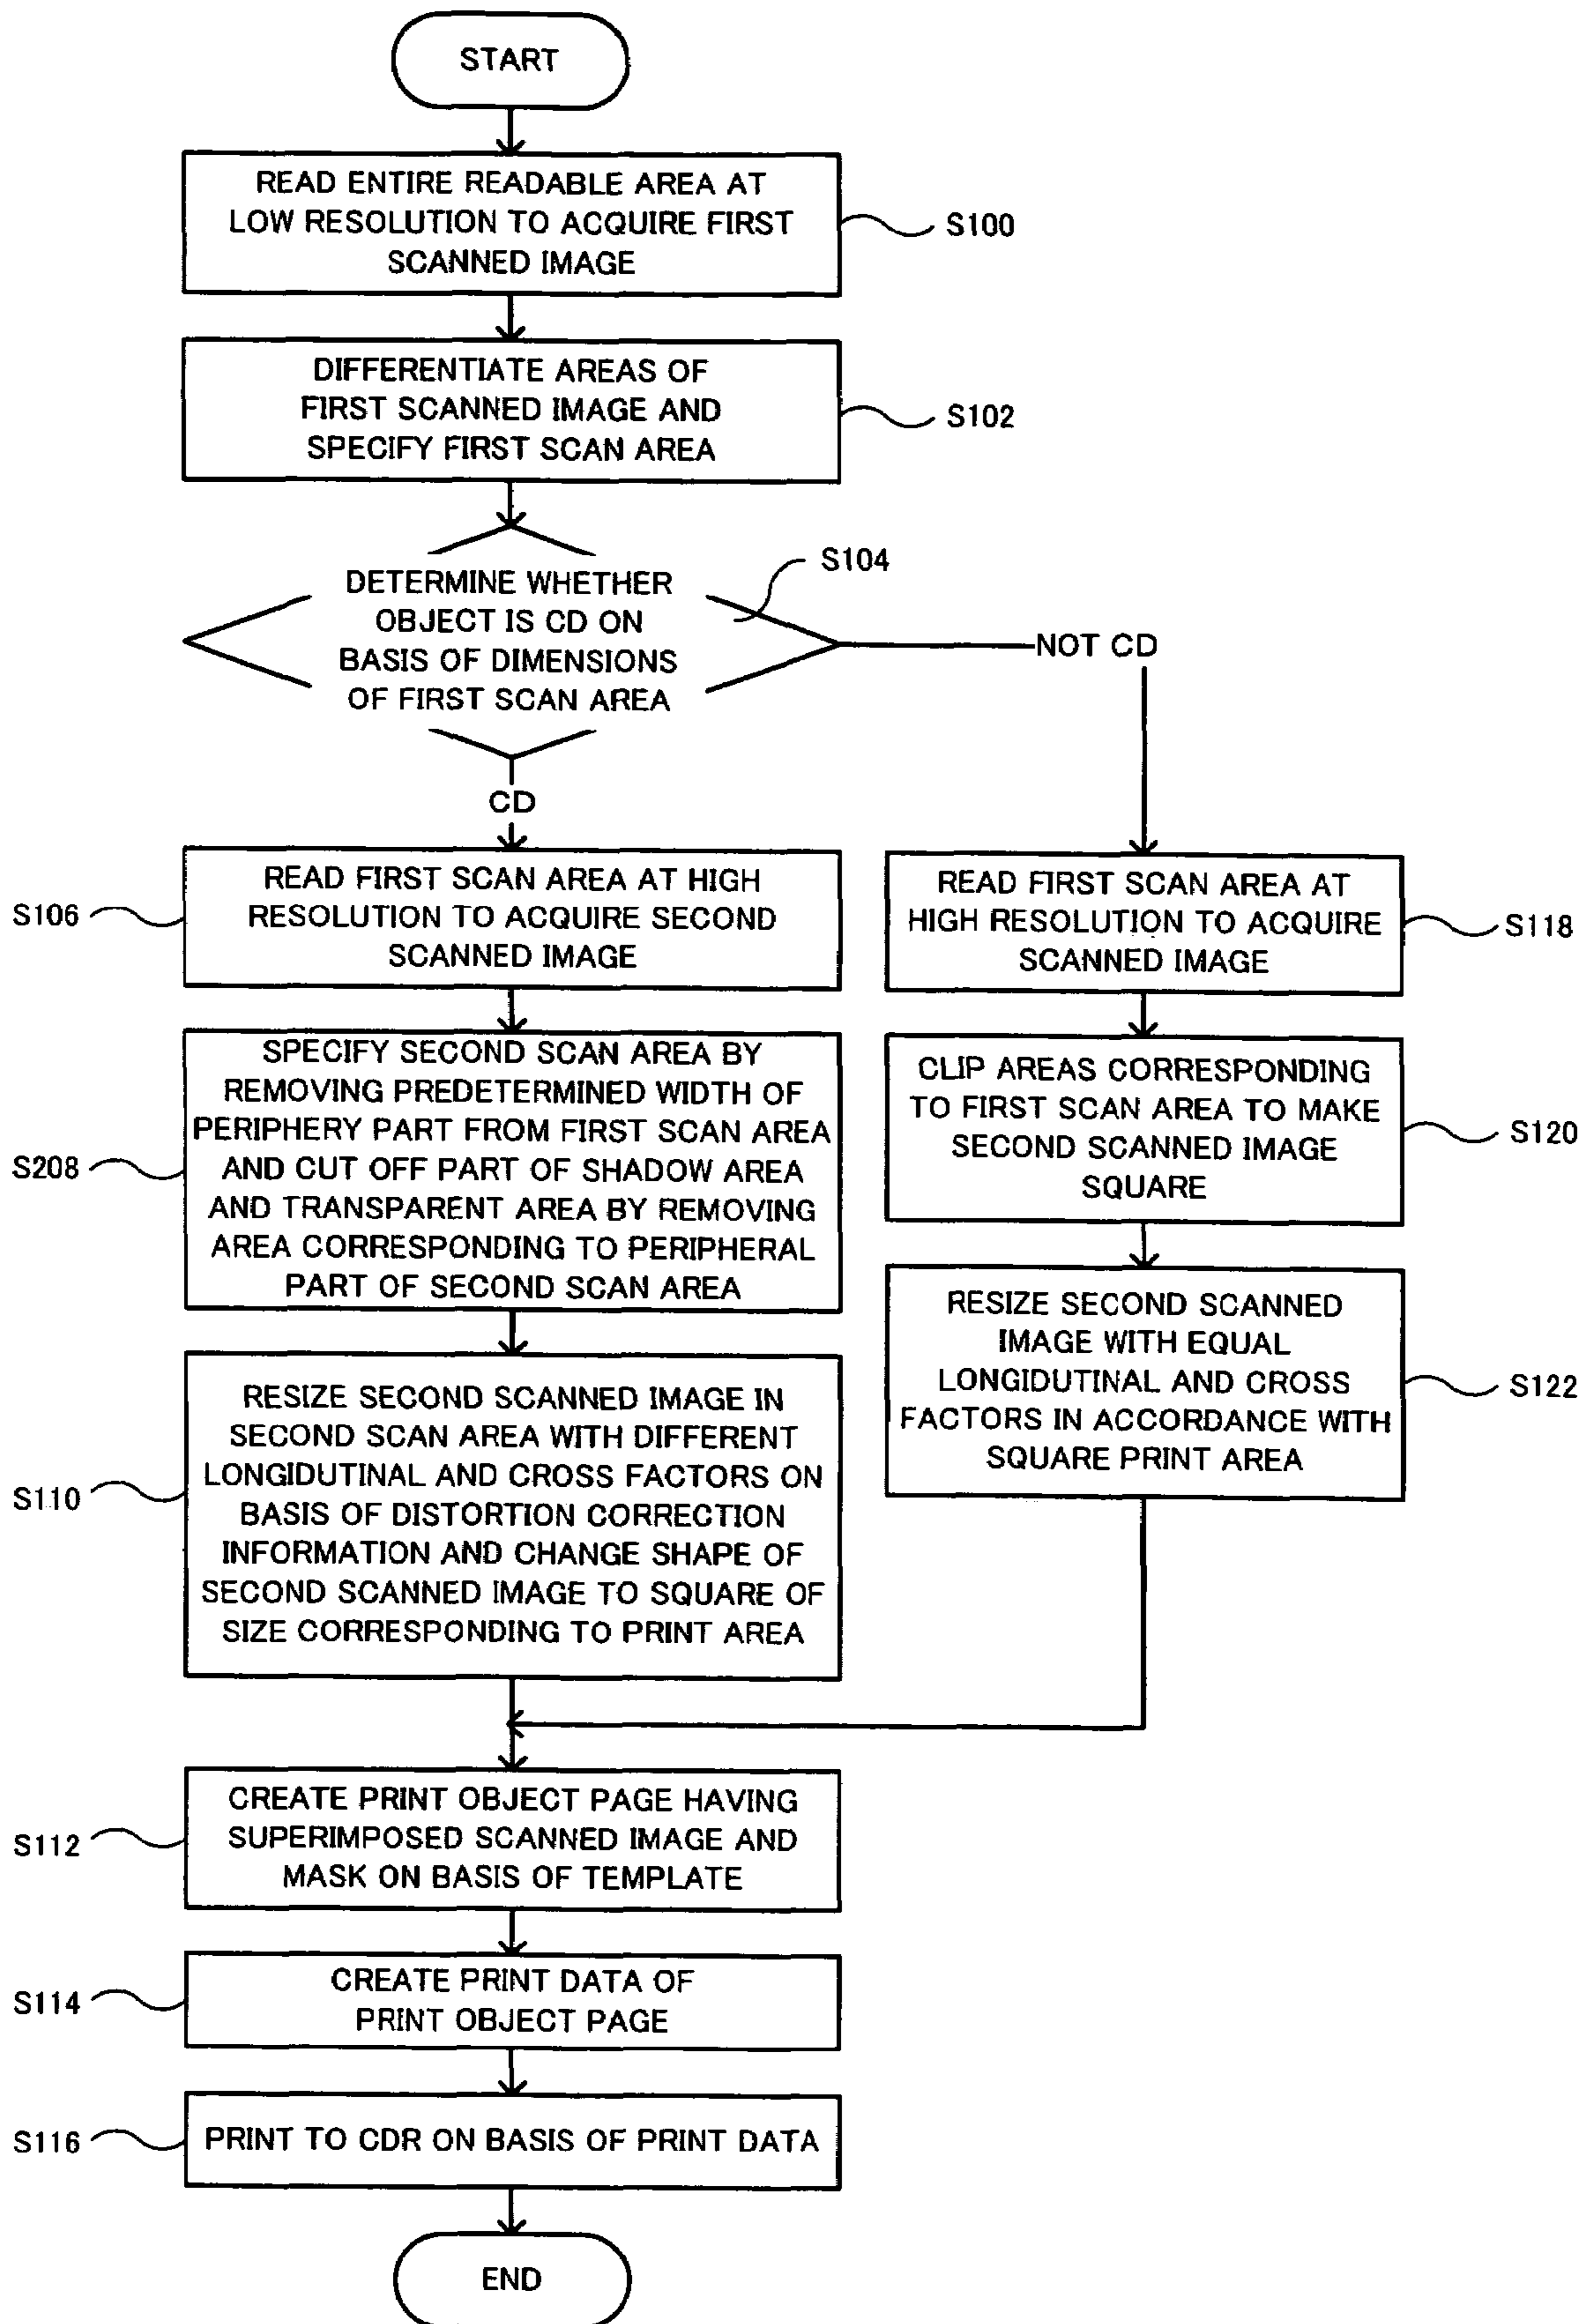 START
READ ENTIRE READABLE AREA AT
LOW RESOLUTION TO ACQUIRE FIRST
SCANNED IMAGE
S100
DIFFERENTIATE AREAS OF
FIRST SCANNED IMAGE AND
SPECIFY FIRST SCAN AREA
S102
DETERMINE WHETHER
OBJECT IS CD ON
BASIS OF DIMENSIONS
OF FIRST SCAN AREA
S104
NOT CD
CD
READ FIRST SCAN AREA AT HIGH
RESOLUTION TO ACQUIRE SECOND
SCANNED IMAGE
S106
READ FIRST SCAN AREA AT
HIGH RESOLUTION TO ACQUIRE
SCANNED IMAGE
S118
SPECIFY SECOND SCAN AREA BY
REMOVING PREDETERMINED WIDTH OF
PERIPHERY PART FROM FIRST SCAN AREA
AND CUT OFF PART OF SHADOW AREA
AND TRANSPARENT AREA BY REMOVING
AREA CORRESPONDING TO PERIPHERAL
PART OF SECOND SCAN AREA
S208
CLIP AREAS CORRESPONDING
TO FIRST SCAN AREA TO MAKE
SECOND SCANNED IMAGE
SQUARE
S120
RESIZE SECOND SCANNED
IMAGE WITH EQUAL
LONGIDUTINAL AND CROSS
FACTORS IN ACCORDANCE WITH
SQUARE PRINT AREA
S122
RESIZE SECOND SCANNED IMAGE IN
SECOND SCAN AREA WITH DIFFERENT
LONGIDUTINAL AND CROSS FACTORS ON
BASIS OF DISTORTION CORRECTION
INFORMATION AND CHANGE SHAPE OF
SECOND SCANNED IMAGE TO SQUARE OF
SIZE CORRESPONDING TO PRINT AREA
S110
CREATE PRINT OBJECT PAGE HAVING
SUPERIMPOSED SCANNED IMAGE AND
MASK ON BASIS OF TEMPLATE
S112
CREATE PRINT DATA OF
PRINT OBJECT PAGE
S114
PRINT TO CDR ON BASIS OF PRINT DATA
S116
END